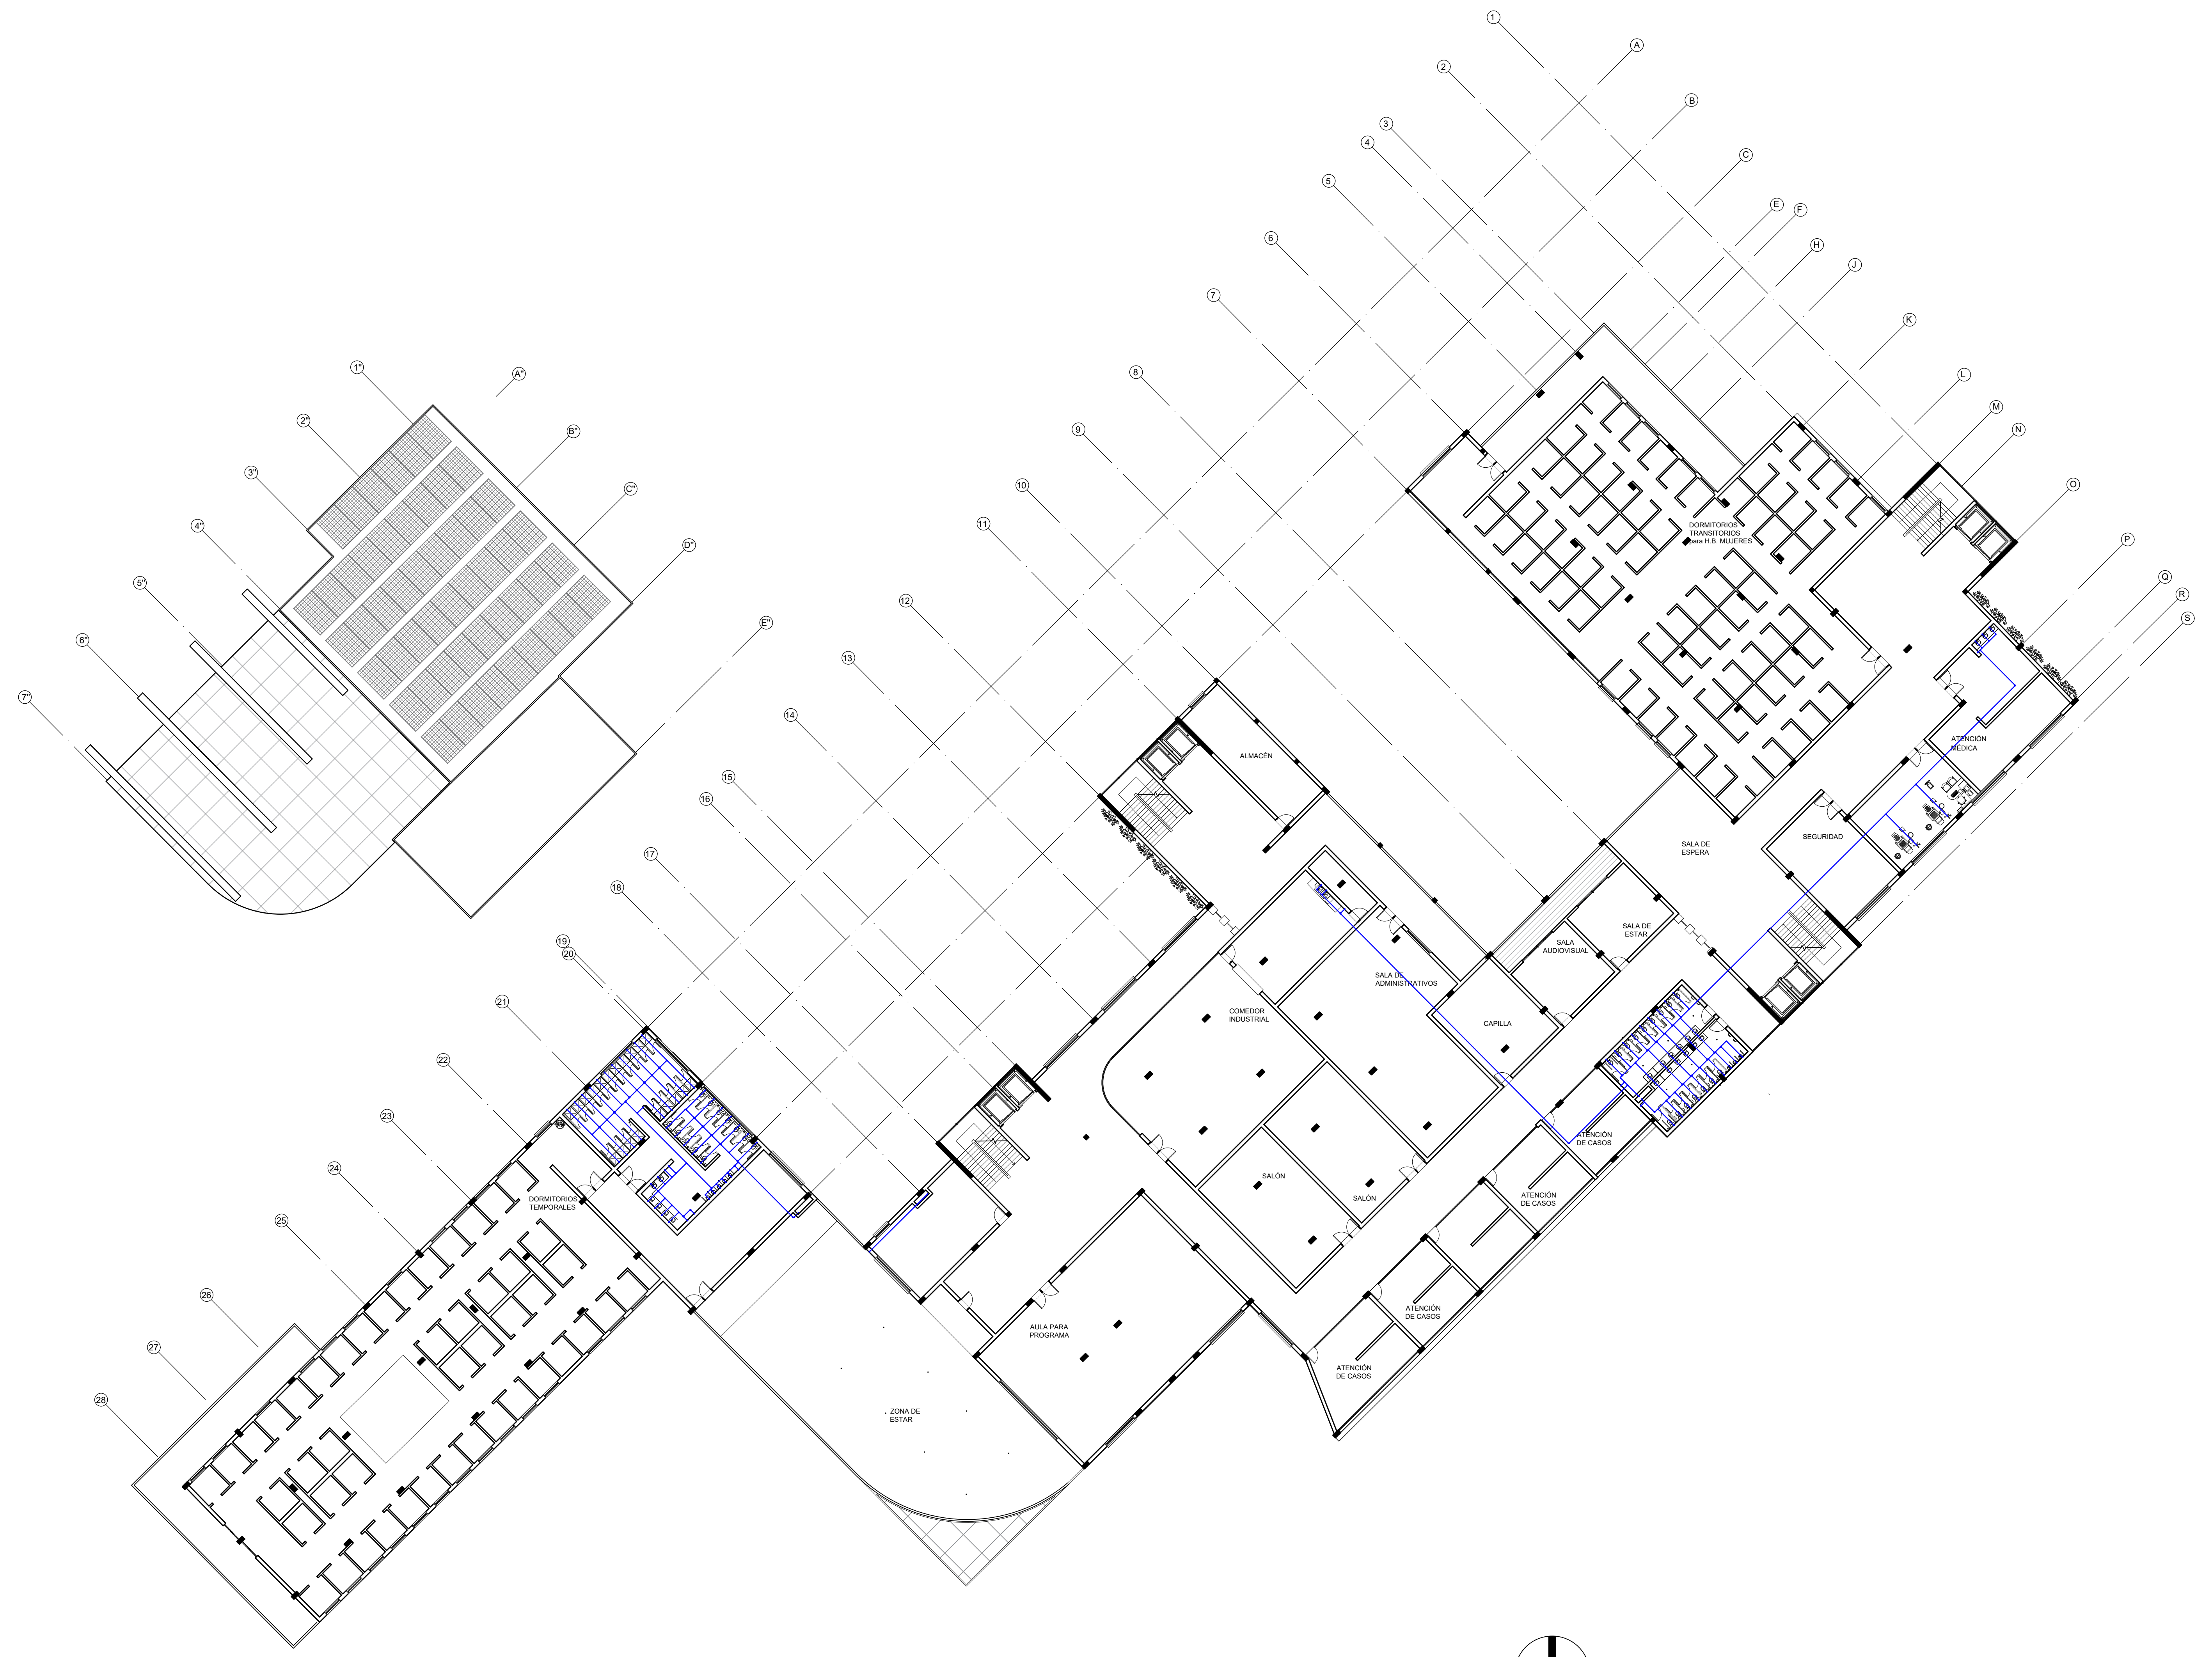 1
A
2
B
3
4
C
5
E
F
6
H
J
7
K
8
L
M
9
N
10
O
11
P
12
Q
R
S
13
14
15
16
17
18
19
20
21
22
23
24
25
26
27
28
1"
A"
2"
B"
3"
C"
4"
D"
5"
E"
6"
7"
DORMITORIOS
TRANSITORIOS
para H.B. MUJERES
ALMACÉN
ATENCIÓN
MÉDICA
SEGURIDAD
SALA DE
ESPERA
SALA DE
ESTAR
SALA
AUDIOVISUAL
SALA DE
ADMINISTRATIVOS
COMEDOR
INDUSTRIAL
CAPILLA
ATENCIÓN
DE CASOS
SALÓN
SALÓN
ATENCIÓN
DE CASOS
DORMITORIOS
TEMPORALES
ATENCIÓN
DE CASOS
AULA PARA
PROGRAMA
ATENCIÓN
DE CASOS
ZONA DE
ESTAR